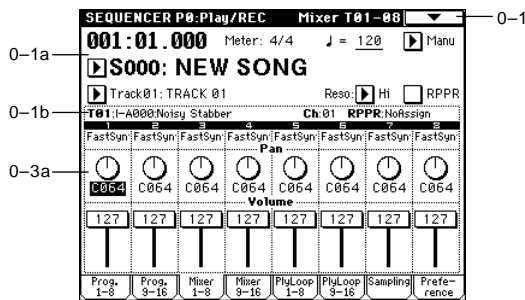 SEQUENCER P0:Play/REC Mixer T01-08
0-1
001:01.000 Meter: 4/4 ♩ = 120 Manu
0-1a
S000: NEW SONG
Track01: TRACK 01 Reso: Hi RPPR
0-1b
T01:I-A000:Noisy Stabber Ch:01 RPPR:NoAssign
1 2 3 4 5 6 7 8
FastSyn FastSyn FastSyn FastSyn FastSyn FastSyn FastSyn FastSyn
Pan
0-3a
C064 C064 C064 C064 C064 C064 C064 C064
Volume
127 127 127 127 127 127 127 127
Prog. 1-8 Prog. 9-16 Mixer 1-8 Mixer 9-16 PlyLoop 1-8 PlyLoop 9-16 Sampling Prefe-rence